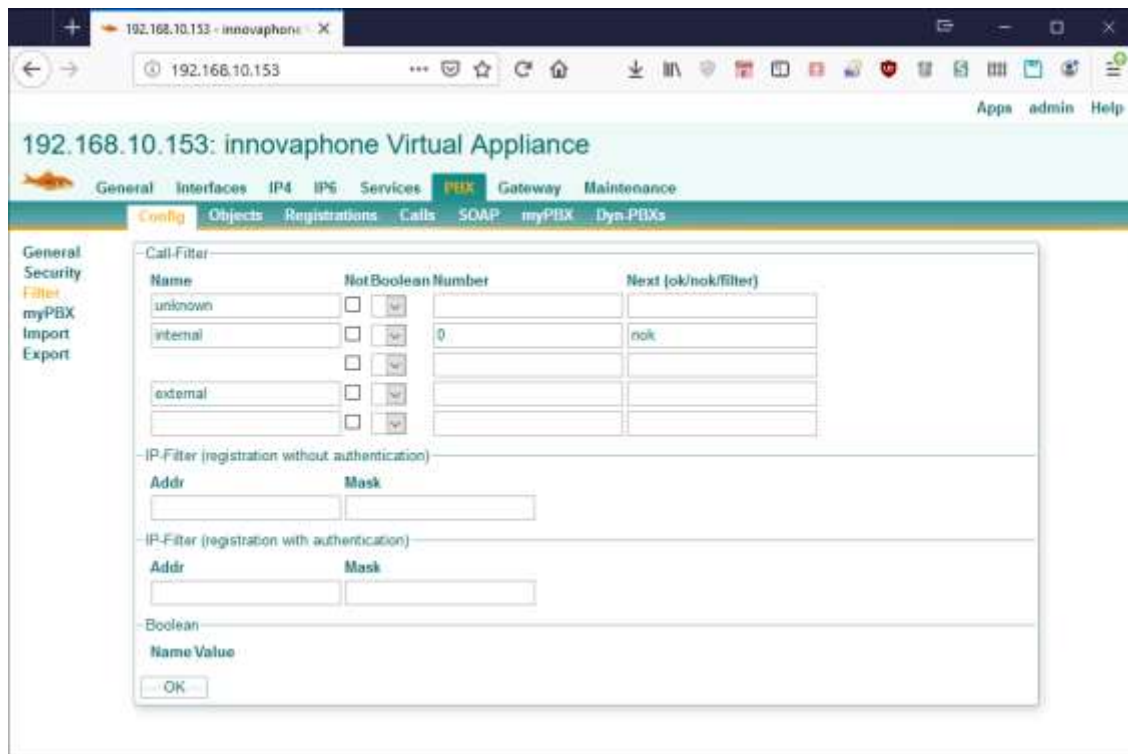 192.168.10.153 - innovaphone
192.168.10.153
Apps admin Help
192.168.10.153: innovaphone Virtual Appliance
General Interfaces IP4 IP6 Services PBX Gateway Maintenance
Config Objects Registrations Calls SOAP myPBX Dyn-PBXs
General
Security
Filter
myPBX
Import
Export
Call-Filter
Name Not Boolean Number Next (ok/nok/filter)
unknown
internal 0 nok
external
IP-Filter (registration without authentication)
Addr Mask
IP-Filter (registration with authentication)
Addr Mask
Boolean
Name Value
OK